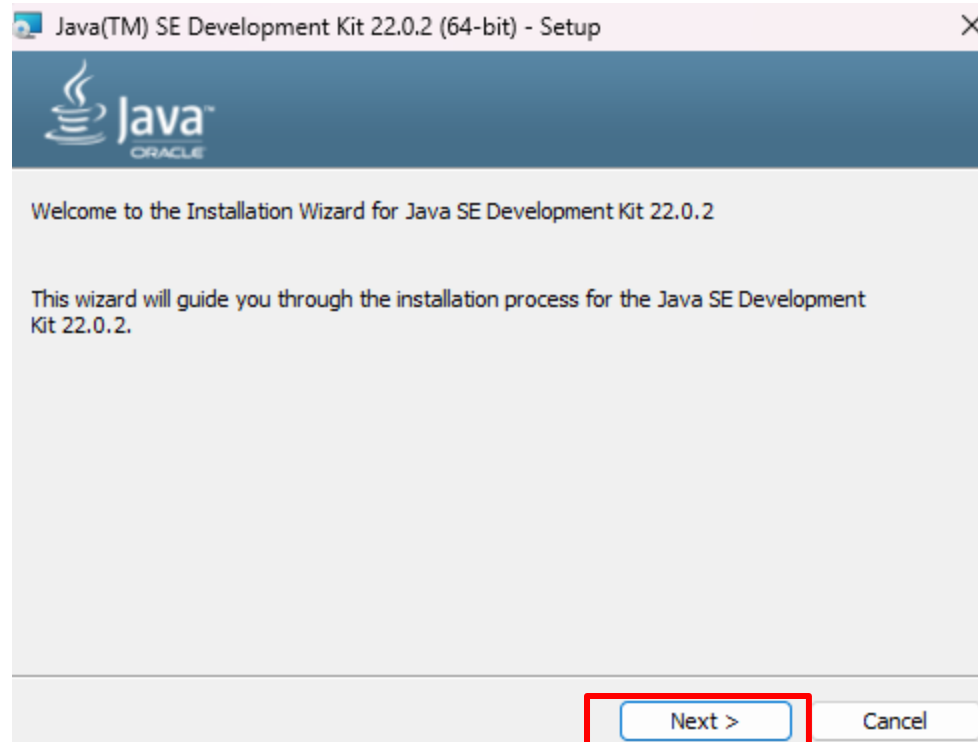 Java(TM) SE Development Kit 22.0.2 (64-bit) - Setup
Java™
ORACLE
Welcome to the Installation Wizard for Java SE Development Kit 22.0.2
This wizard will guide you through the installation process for the Java SE Development
Kit 22.0.2.
Next > Cancel